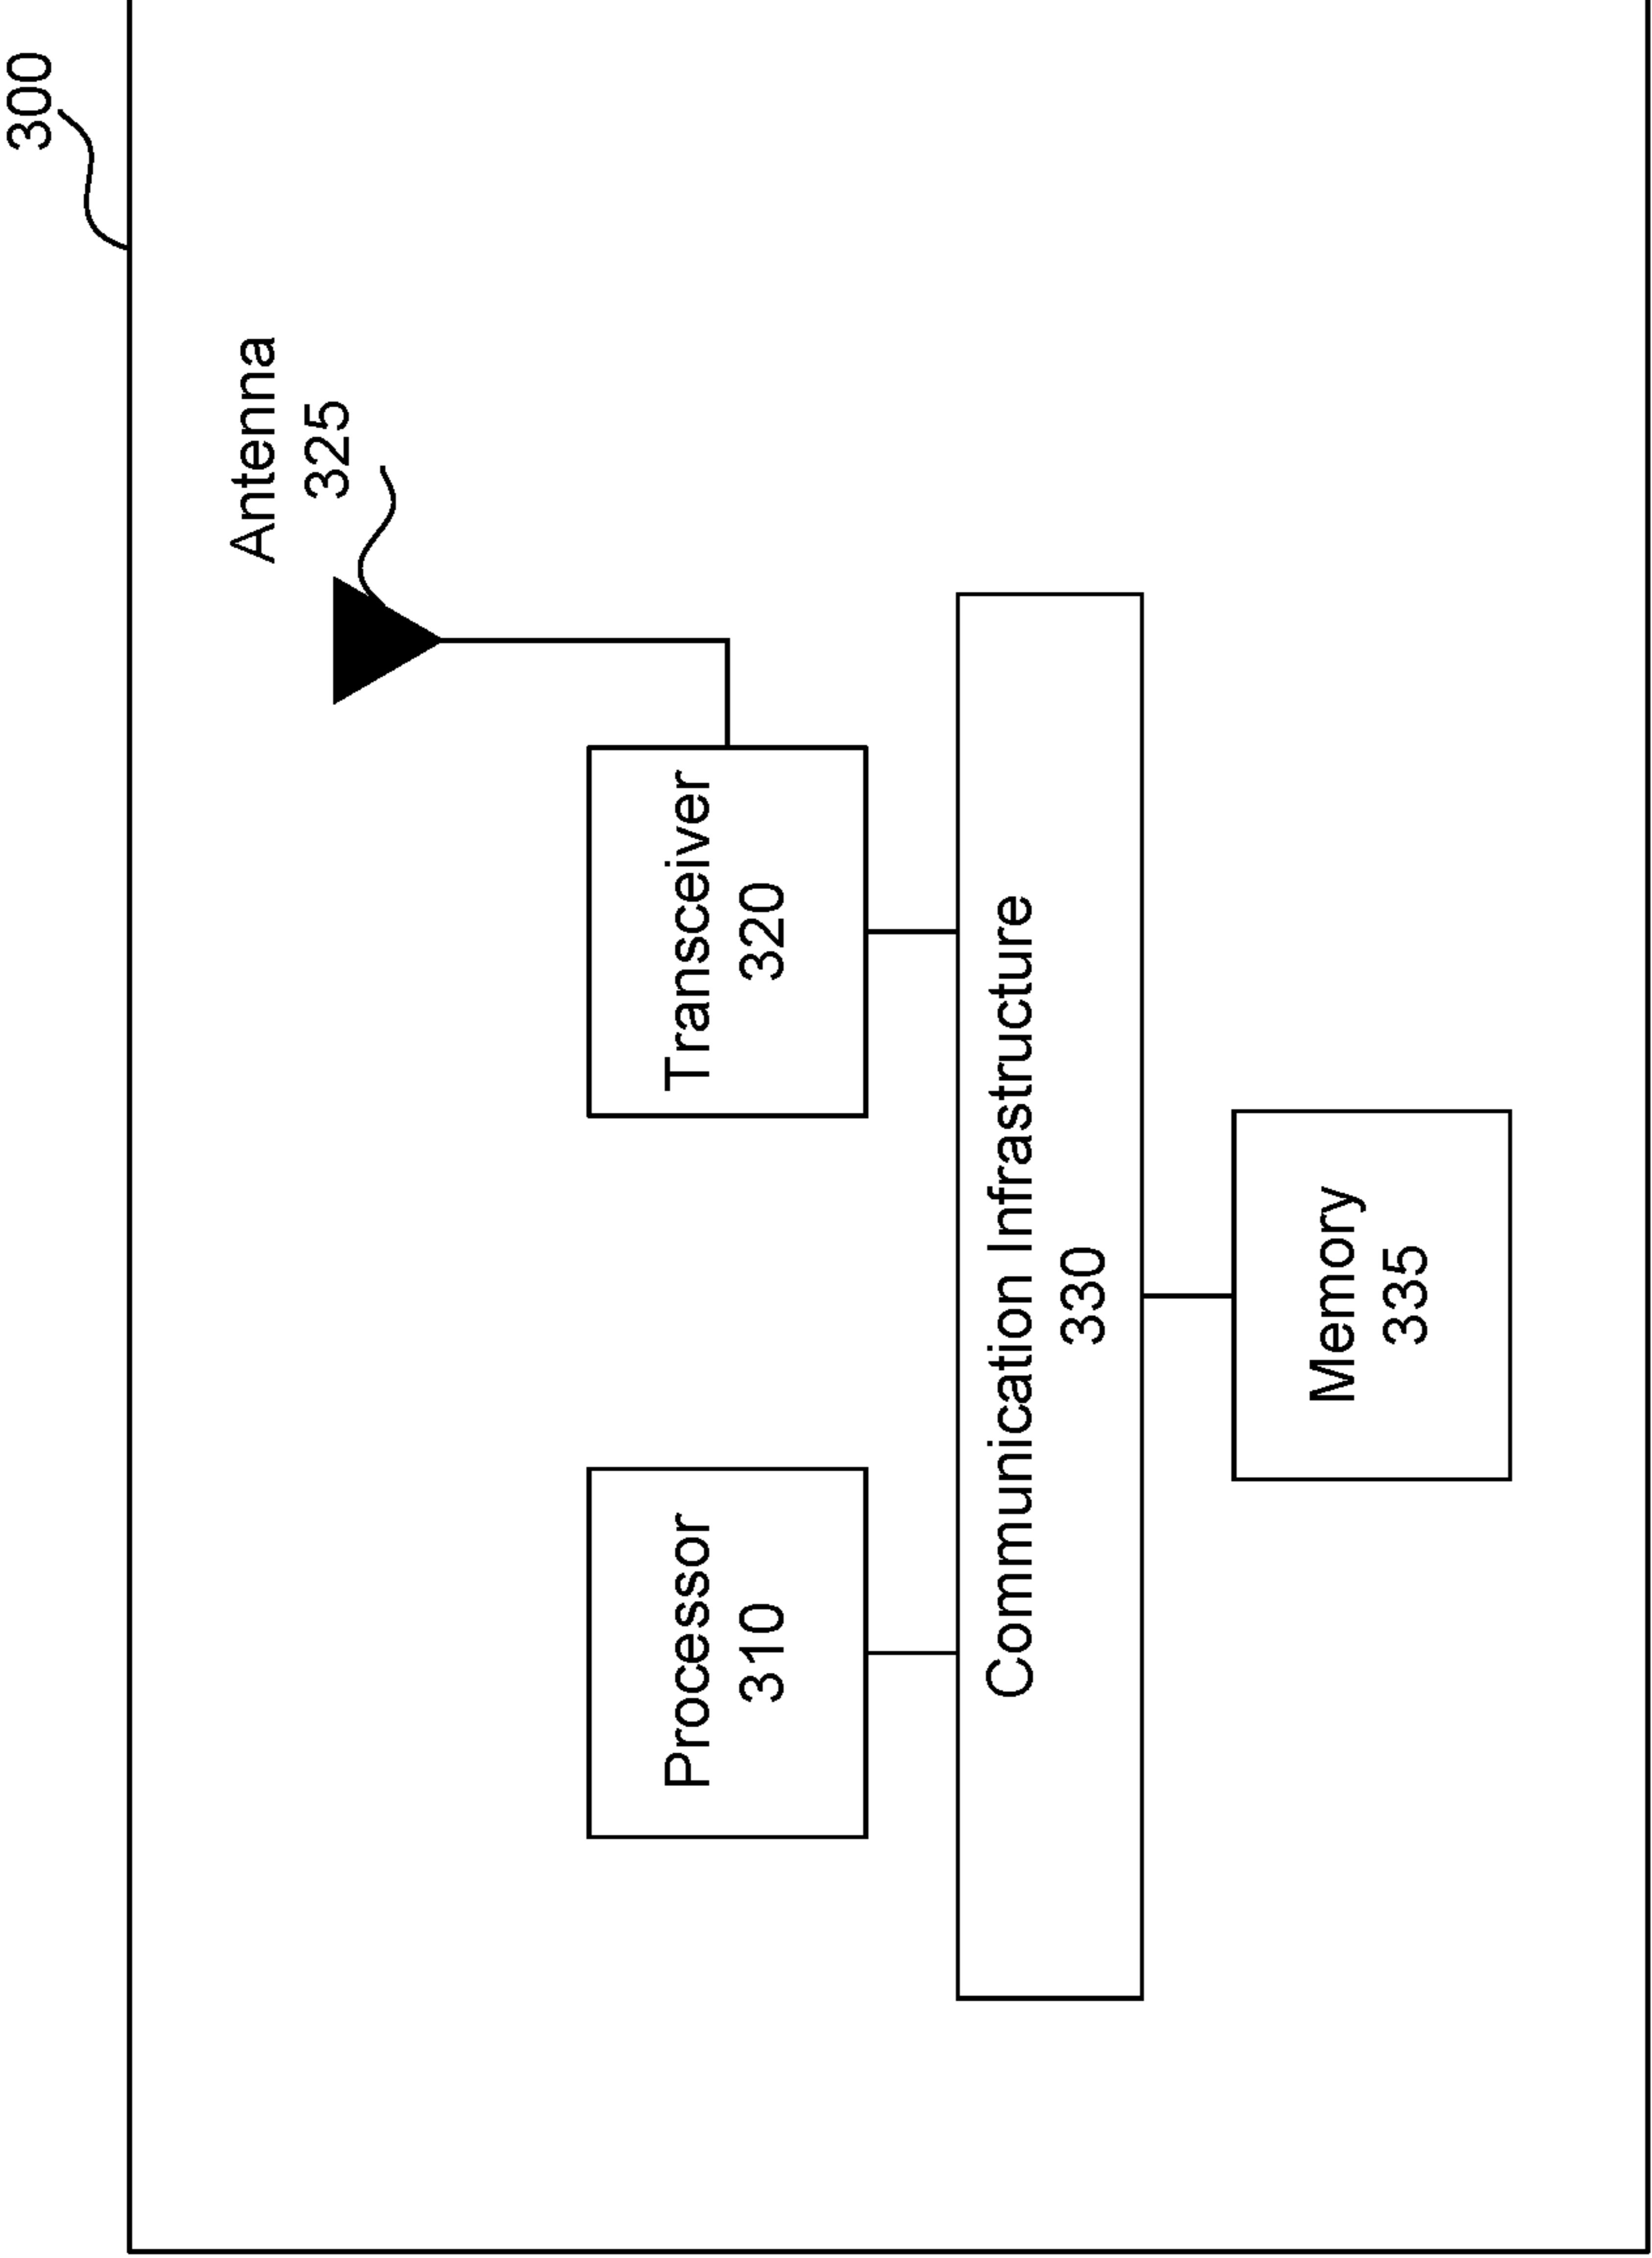 300
Antenna
325
Processor
310
Transceiver
320
Communication Infrastructure
330
Memory
335